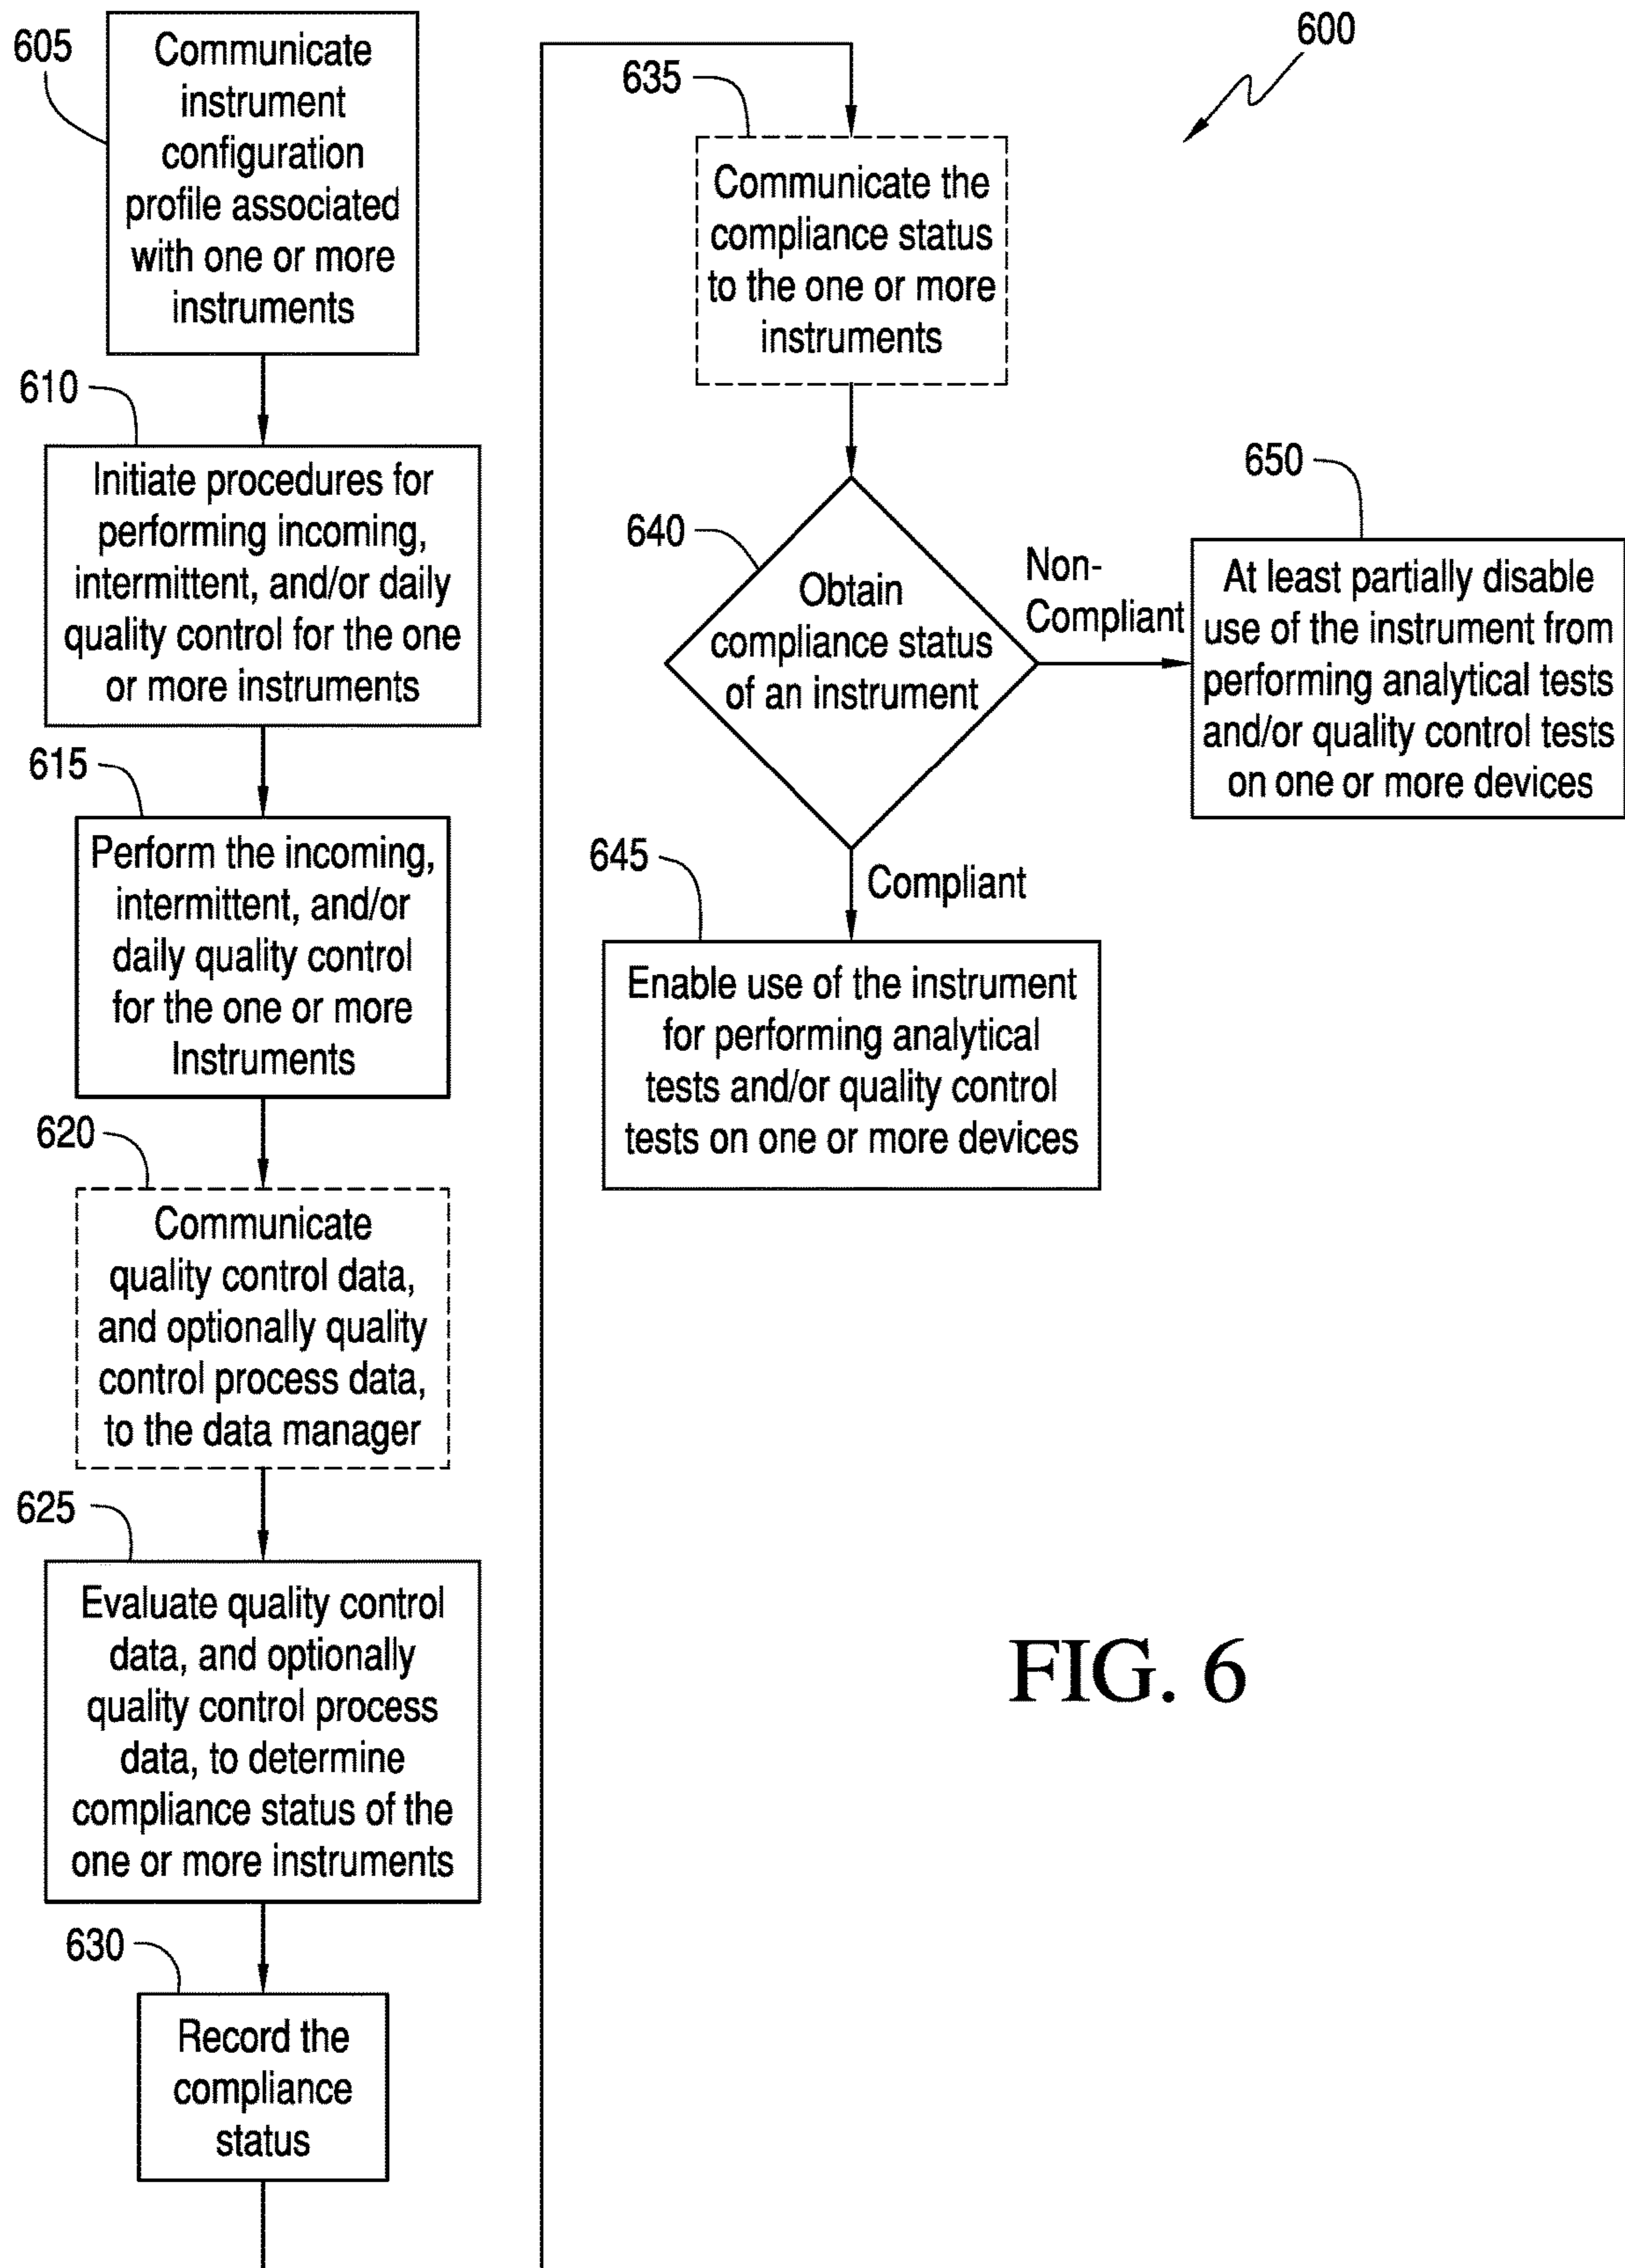 605
Communicate
instrument
configuration
profile associated
with one or more
instruments
610
Initiate procedures for
performing incoming,
intermittent, and/or daily
quality control for the one
or more instruments
615
Perform the incoming,
intermittent, and/or
daily quality control
for the one or more
Instruments
620
Communicate
quality control data,
and optionally quality
control process data,
to the data manager
625
Evaluate quality control
data, and optionally
quality control process
data, to determine
compliance status of the
one or more instruments
630
Record the
compliance
status
600
635
Communicate the
compliance status
to the one or more
instruments
640
Obtain
compliance status
of an instrument
Non-
Compliant
650
At least partially disable
use of the instrument from
performing analytical tests
and/or quality control tests
on one or more devices
Compliant
645
Enable use of the instrument
for performing analytical
tests and/or quality control
tests on one or more devices
FIG. 6